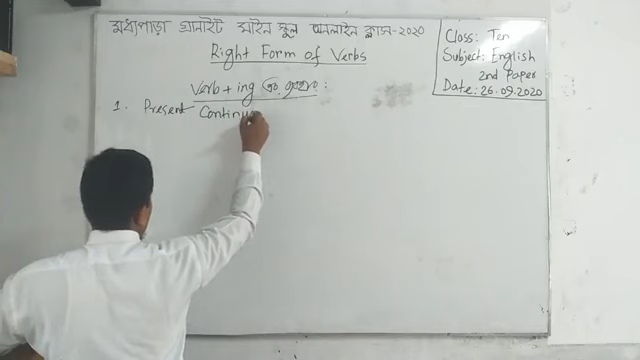 মধ্যপাড়া গ্রানাইট মাইন স্কুল অনলাইন ক্লাস-২০২০
Right Form of Verbs
Class: Ten
Subject: English
2nd Paper
Date: 26.09.2020
Verb + ing এর ব্যবহার :
1. Present Continu